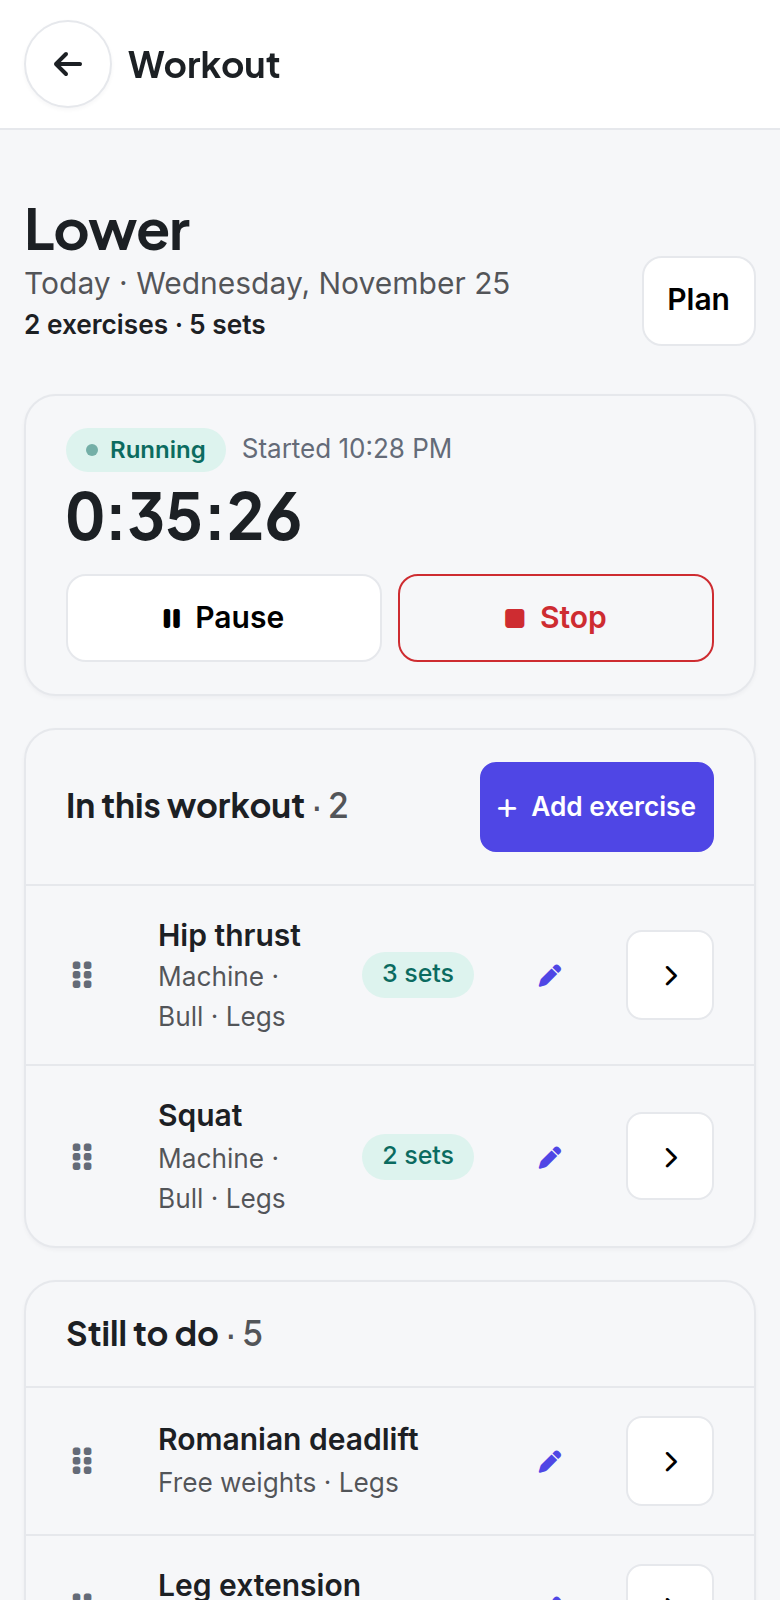 Workout
Lower
Today · Wednesday, November 25
2 exercises · 5 sets
Plan
Running
Started 10:28 PM
0:35:26
Pause
Stop
In this workout · 2
+ Add exercise
Hip thrust
Machine ·
Bull · Legs
3 sets
Squat
Machine ·
Bull · Legs
2 sets
Still to do · 5
Romanian deadlift
Free weights · Legs
Leg extension